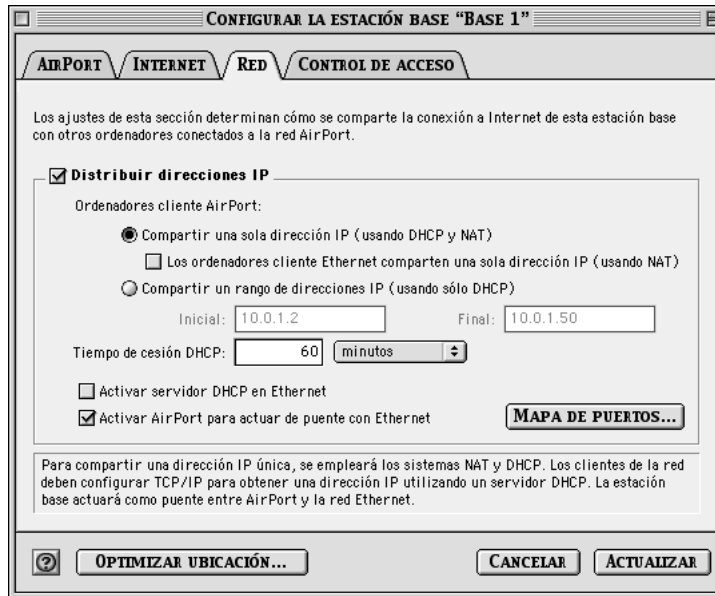 Configurar la estación base “Base 1”
AirPort Internet Red Control de acceso
Los ajustes de esta sección determinan cómo se comparte la conexión a Internet de esta estación base
con otros ordenadores conectados a la red AirPort.
Distribuir direcciones IP
Ordenadores cliente AirPort:
Compartir una sola dirección IP (usando DHCP y NAT)
Los ordenadores cliente Ethernet comparten una sola dirección IP (usando NAT)
Compartir un rango de direcciones IP (usando sólo DHCP)
Inicial: 10.0.1.2 Final: 10.0.1.50
Tiempo de cesión DHCP: 60 minutos
Activar servidor DHCP en Ethernet
Activar AirPort para actuar de puente con Ethernet Mapa de puertos...
Para compartir una dirección IP única, se empleará los sistemas NAT y DHCP. Los clientes de la red
deben configurar TCP/IP para obtener una dirección IP utilizando un servidor DHCP. La estación
base actuará como puente entre AirPort y la red Ethernet.
? Optimizar ubicación... Cancelar Actualizar